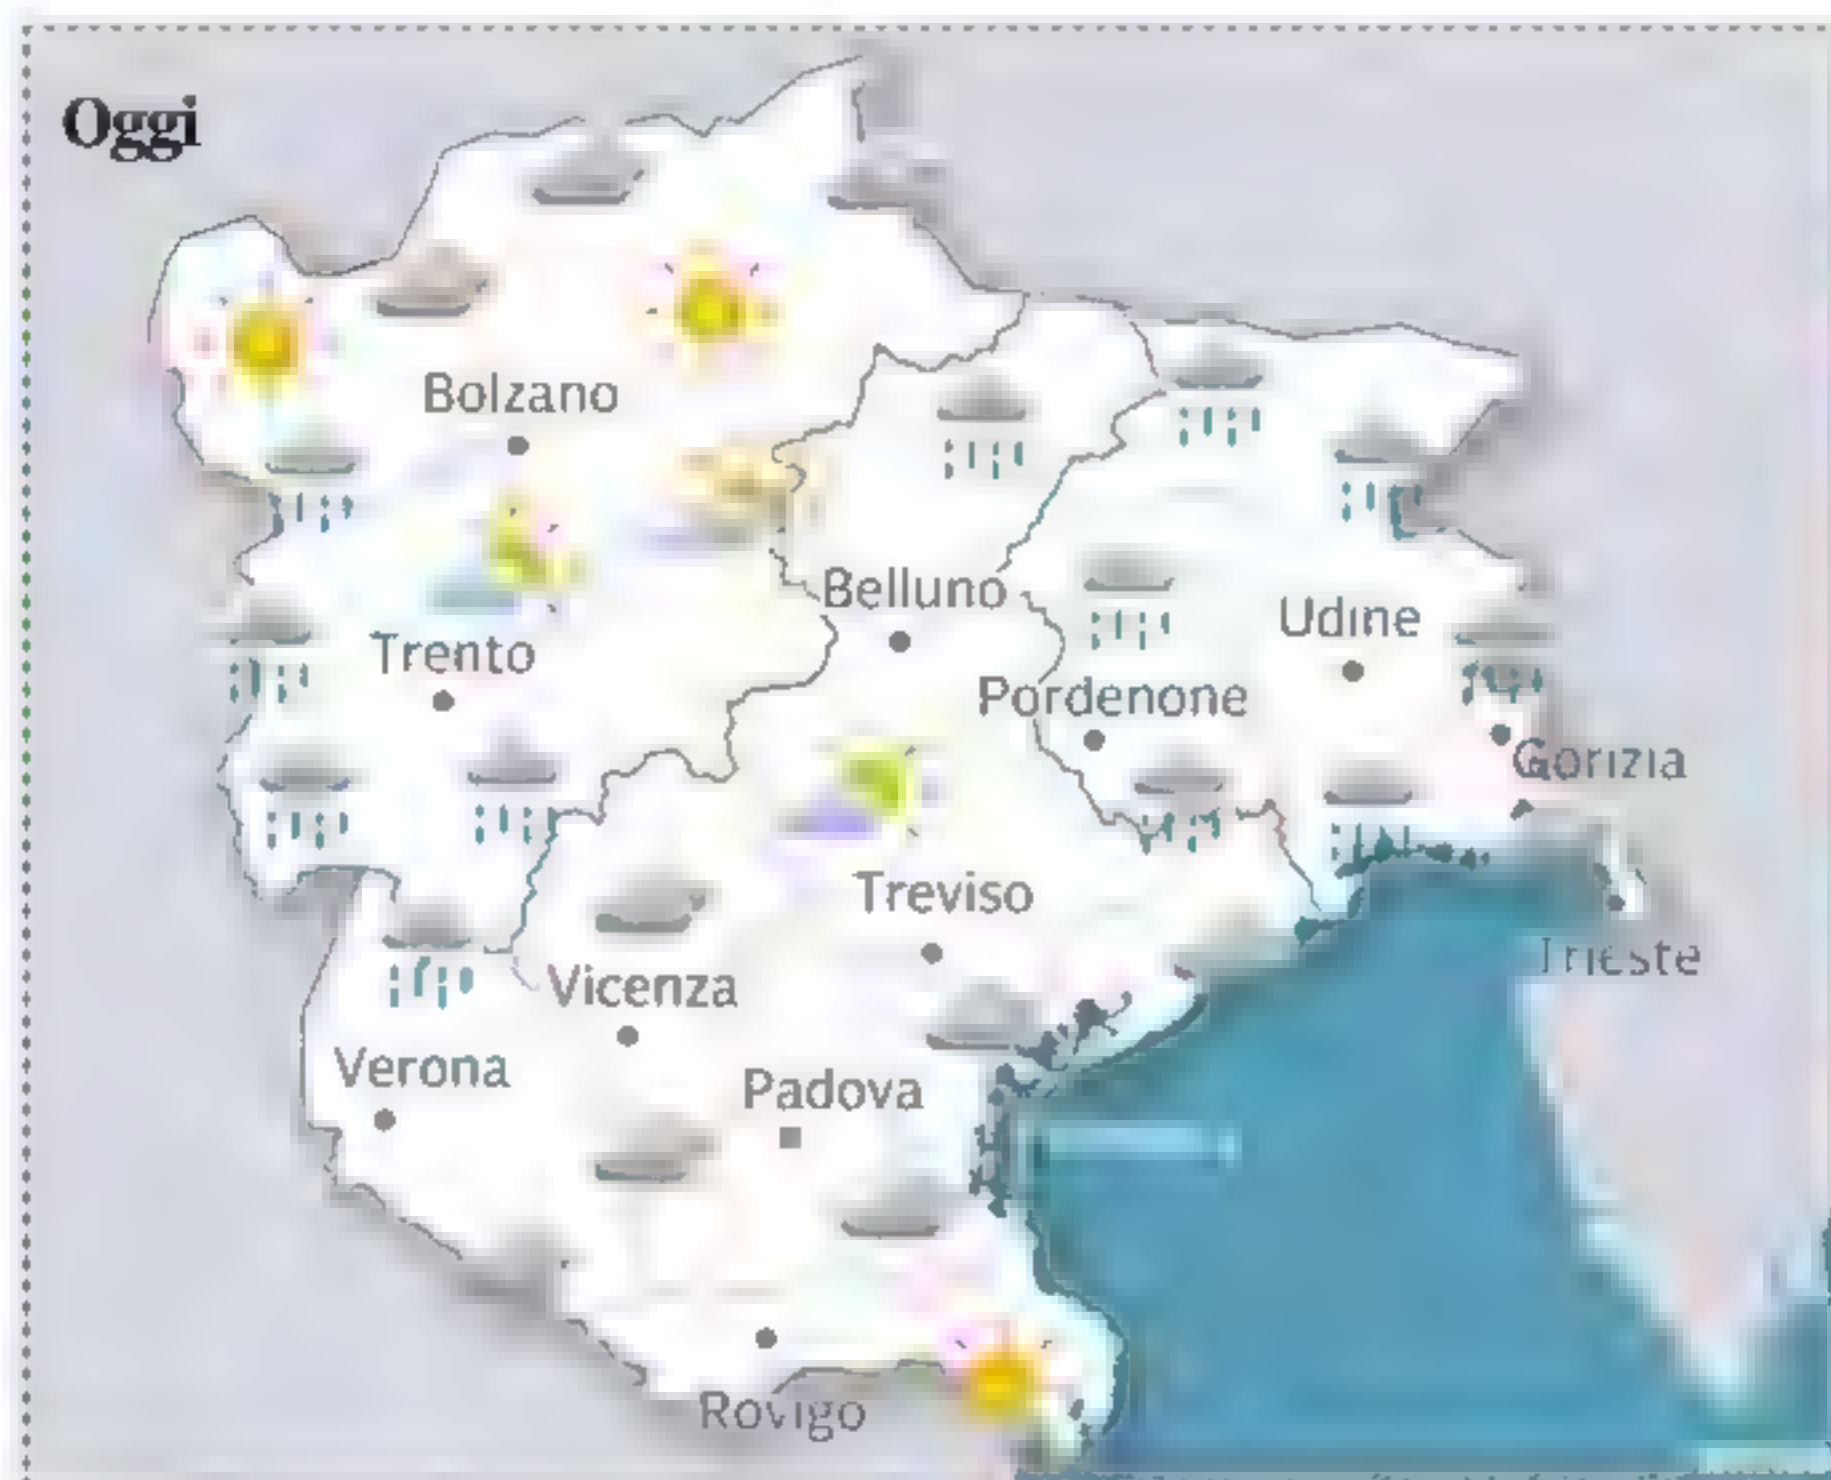 Oggi
Bolzano
Belluno
Udine
Trento
Pordenone
Gorizia
Treviso
Trieste
Vicenza
Verona
Padova
Rovigo